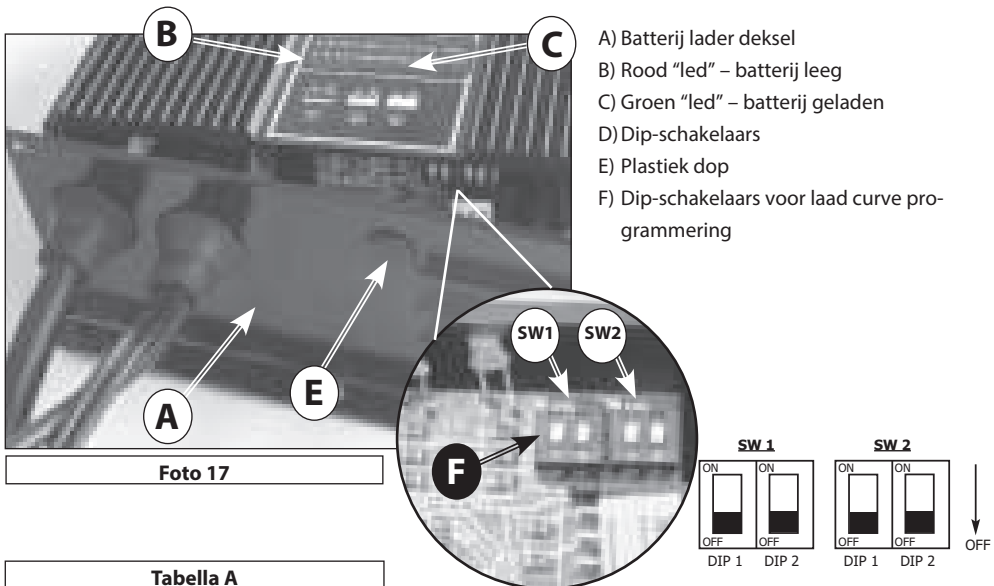 B
C
A) Batterij lader deksel
B) Rood “led” – batterij leeg
C) Groen “led” – batterij geladen
D) Dip-schakelaars
E) Plastiek dop
F) Dip-schakelaars voor laad curve pro-
grammering
SW1 SW2
A
E
F
Foto 17
SW 1 SW 2
ON ON ON ON
OFF OFF OFF OFF OFF
DIP 1 DIP 2 DIP 1 DIP 2
Tabella A